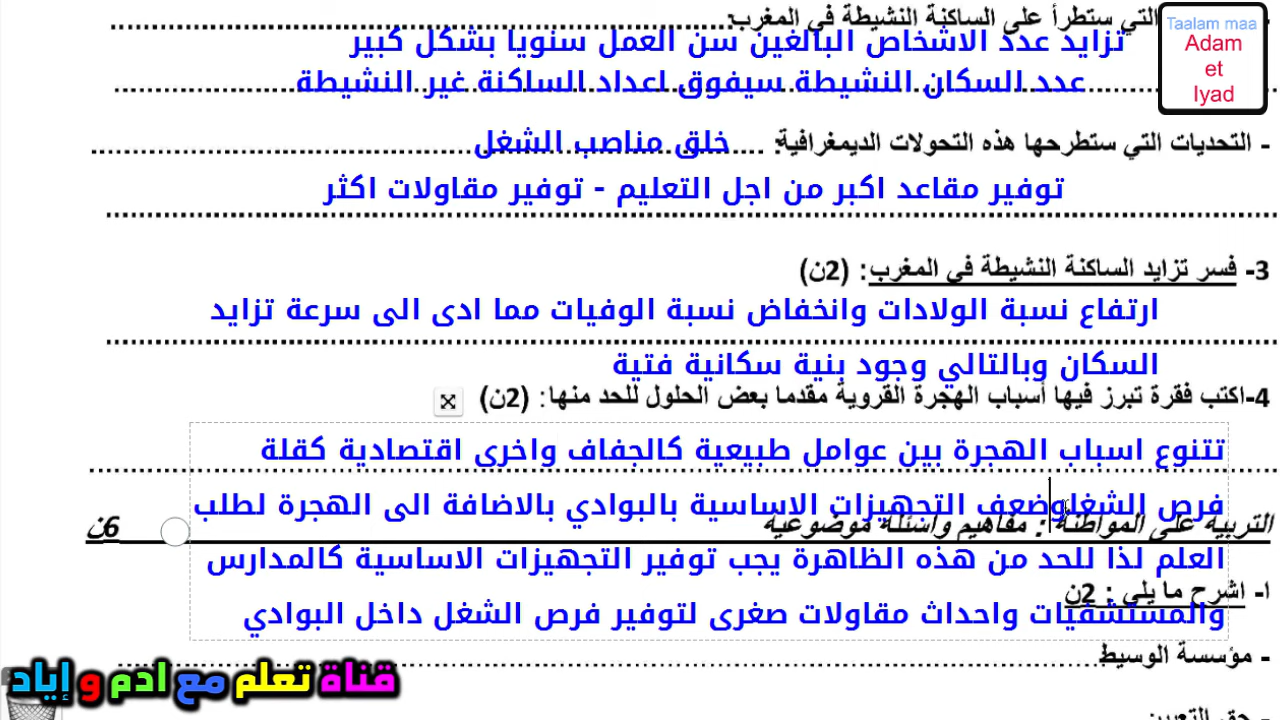 التي ستطرأ على الساكنة النشيطة في المغرب:
Taalam maa
Adam
et
Iyad
تزايد عدد الاشخاص البالغين سن العمل سنويا بشكل كبير
عدد السكان النشيطة سيفوق اعداد الساكنة غير النشيطة
- التحديات التي ستطرحها هذه التحولات الديمغرافية: خلق مناصب الشغل
توفير مقاعد اكبر من اجل التعليم - توفير مقاولات اكثر
3- فسر تزايد الساكنة النشيطة في المغرب: (2ن)
ارتفاع نسبة الولادات وانخفاض نسبة الوفيات مما ادى الى سرعة تزايد
السكان وبالتالي وجود بنية سكانية فتية
4-اكتب فقرة تبرز فيها أسباب الهجرة القروية مقدما بعض الحلول للحد منها: (2ن)
تتنوع اسباب الهجرة بين عوامل طبيعية كالجفاف واخرى اقتصادية كقلة
فرص الشغل وضعف التجهيزات الاساسية بالبوادي بالاضافة الى الهجرة لطلب
التربية على المواطنة : مفاهيم واسئلة موضوعية 6ن
العلم لذا للحد من هذه الظاهرة يجب توفير التجهيزات الاساسية كالمدارس
ا- اشرح ما يلي : 2ن
والمستشفيات واحداث مقاولات صغرى لتوفير فرص الشغل داخل البوادي
- مؤسسة الوسيط
قناة تعلم مع ادم و إياد